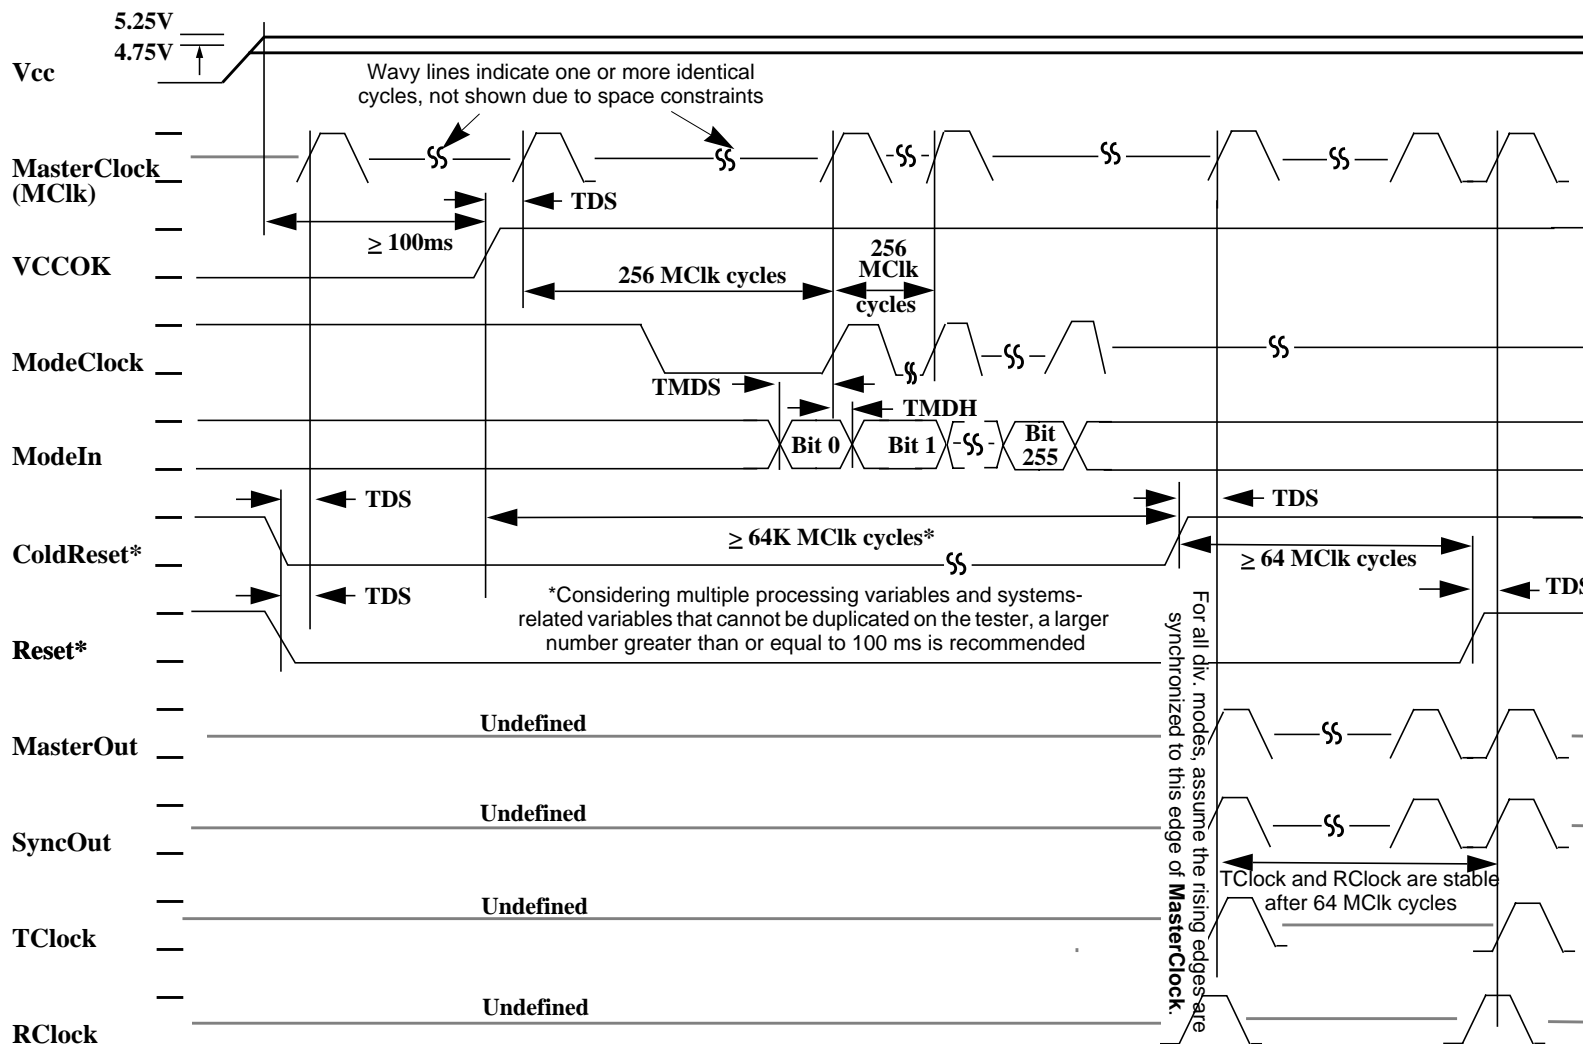 5.25V
4.75V
Vcc
Wavy lines indicate one or more identical
cycles, not shown due to space constraints
MasterClock
(MClk)
TDS
≥ 100ms
VCCOK
256 MClk cycles
256
MClk
cycles
ModeClock
TMDS
TMDH
ModeIn
Bit 0
Bit 1
Bit
255
TDS
TDS
ColdReset*
≥ 64K MClk cycles*
≥ 64 MClk cycles
TDS
TDS
*Considering multiple processing variables and systems-
related variables that cannot be duplicated on the tester, a larger
number greater than or equal to 100 ms is recommended
Reset*
For all div. modes, assume the rising edges are
synchronized to this edge of MasterClock.
MasterOut
Undefined
SyncOut
Undefined
TClock and RClock are stable
after 64 MClk cycles
TClock
Undefined
RClock
Undefined